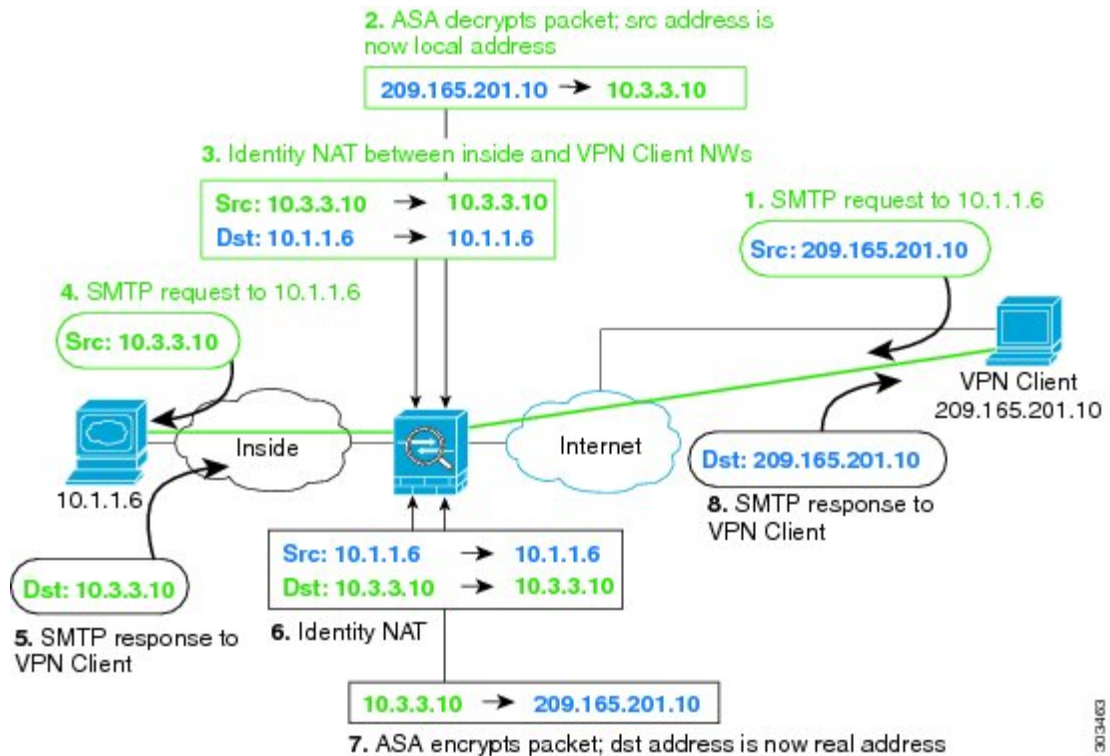 2. ASA decrypts packet; src address is
now local address
209.165.201.10 → 10.3.3.10
3. Identity NAT between inside and VPN Client NWs
Src: 10.3.3.10 → 10.3.3.10
Dst: 10.1.1.6 → 10.1.1.6
1. SMTP request to 10.1.1.6
Src: 209.165.201.10
4. SMTP request to 10.1.1.6
Src: 10.3.3.10
VPN Client
209.165.201.10
Inside
Internet
10.1.1.6
Dst: 209.165.201.10
8. SMTP response to
VPN Client
Src: 10.1.1.6 → 10.1.1.6
Dst: 10.3.3.10 → 10.3.3.10
Dst: 10.3.3.10
6. Identity NAT
5. SMTP response to
VPN Client
10.3.3.10 → 209.165.201.10
7. ASA encrypts packet; dst address is now real address
303463